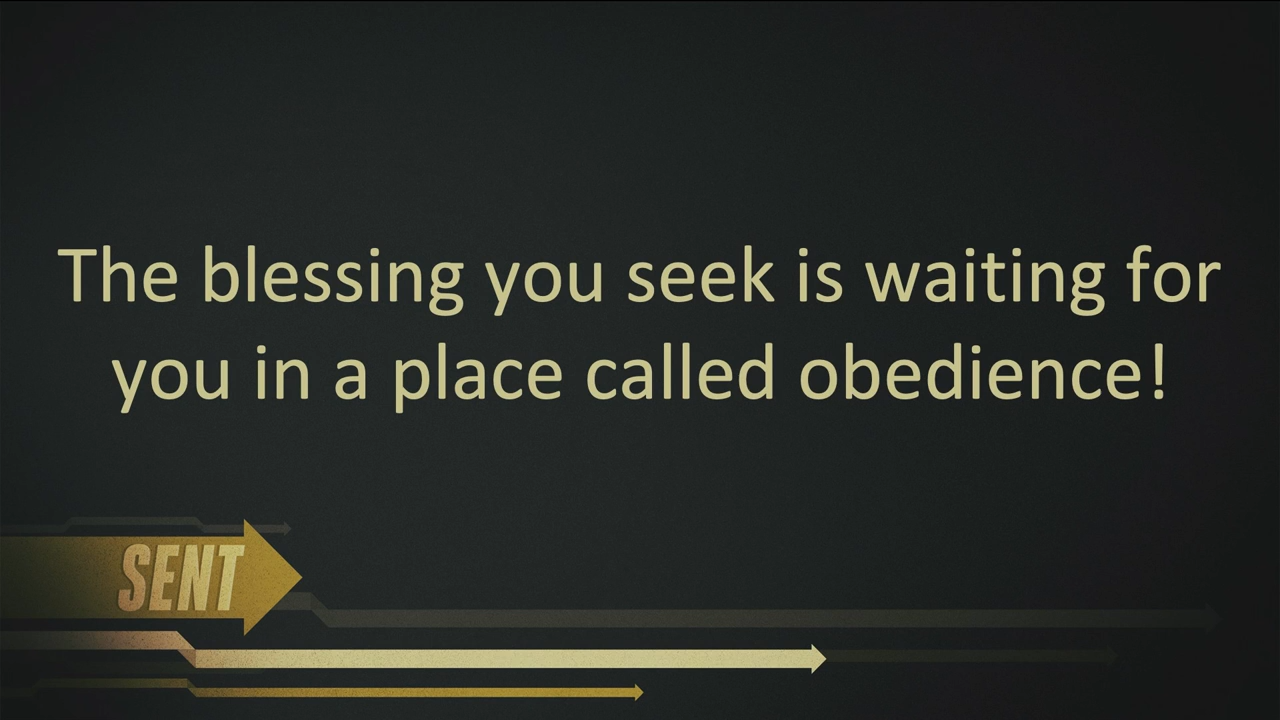 The blessing you seek is waiting for
you in a place called obedience!
SENT